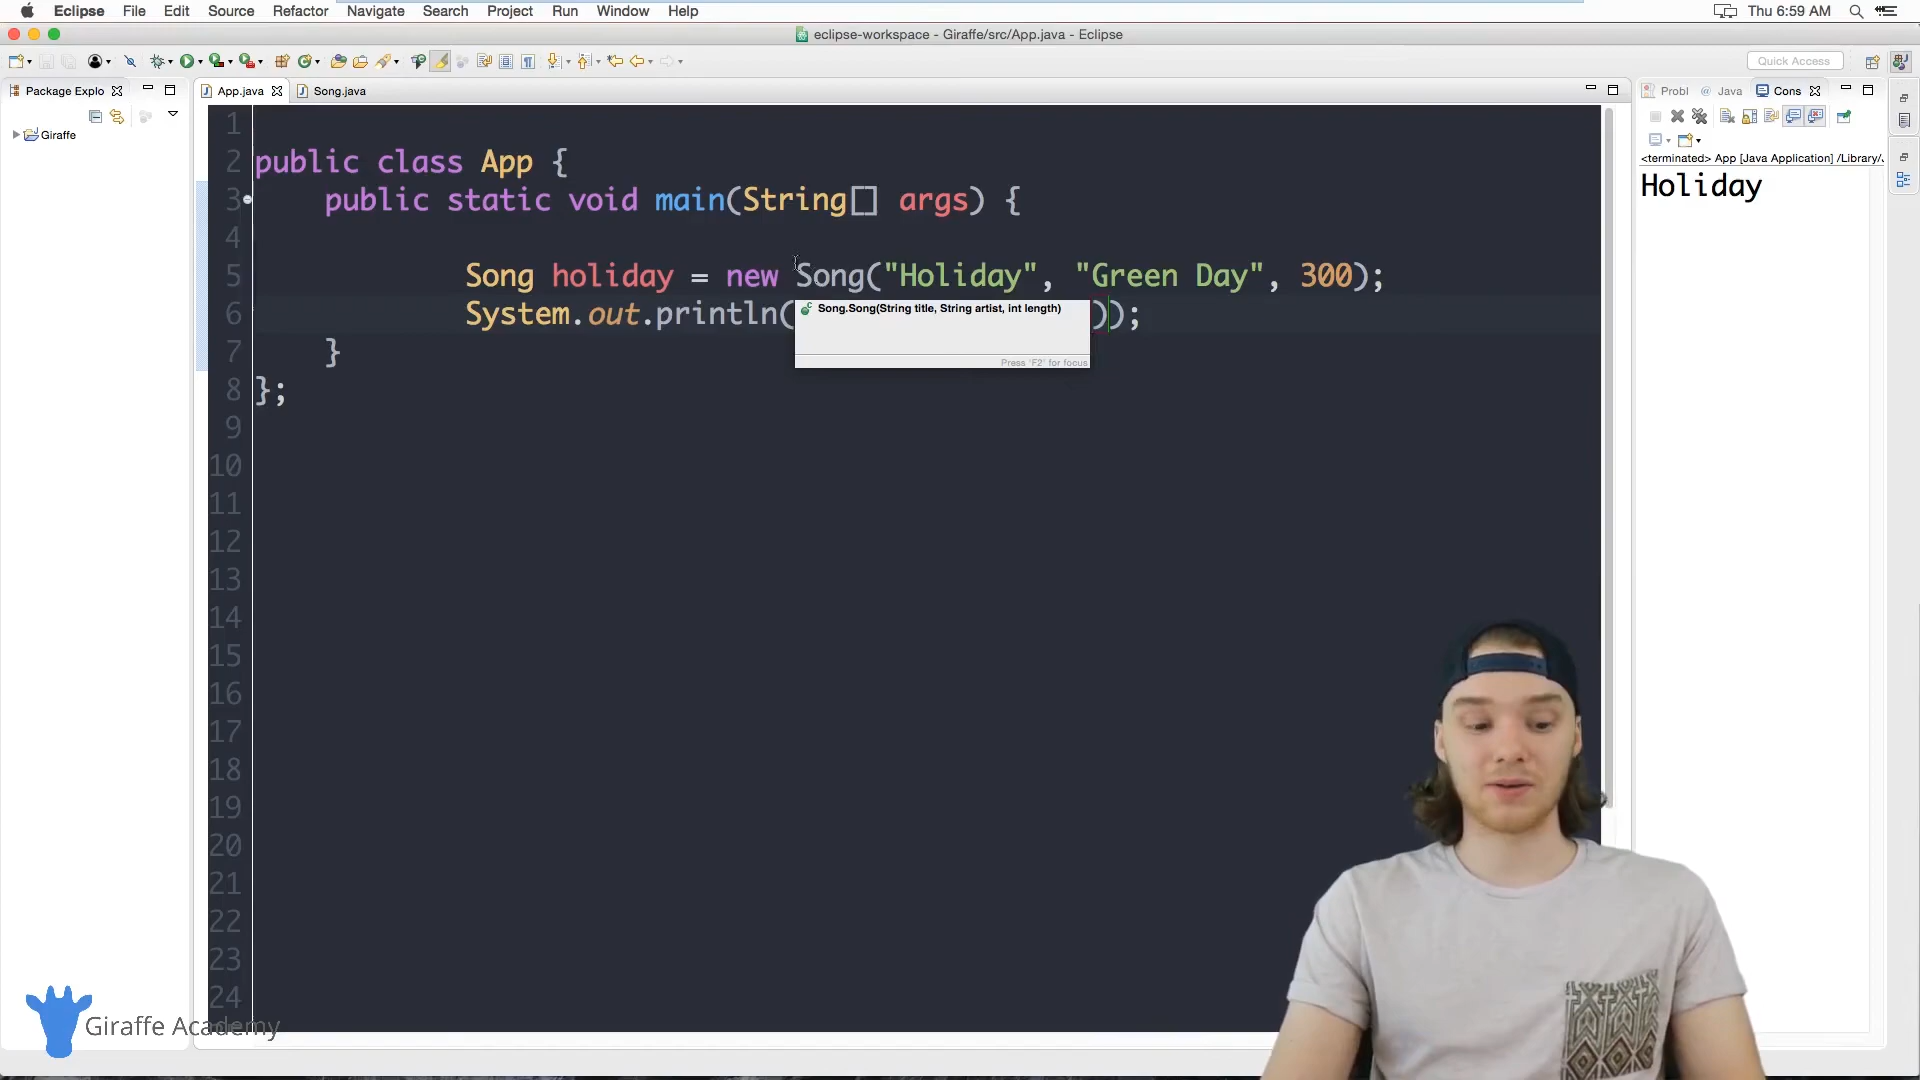 Eclipse File Edit Source Refactor Navigate Search Project Run Window Help Thu 6:59 AM
eclipse-workspace - Giraffe/src/App.java - Eclipse
Quick Access
Package Explo App.java Song.java Probl Java Cons
Giraffe
<terminated> App [Java Application] /Library/
Holiday
1
2 public class App {
3 public static void main(String[] args) {
4
5 Song holiday = new Song("Holiday", "Green Day", 300);
6 System.out.println( ));
Song.Song(String title, String artist, int length)
Press 'F2' for focus
7 }
8 };
9
10
11
12
13
14
15
16
17
18
19
20
21
22
23
24
Giraffe Academy